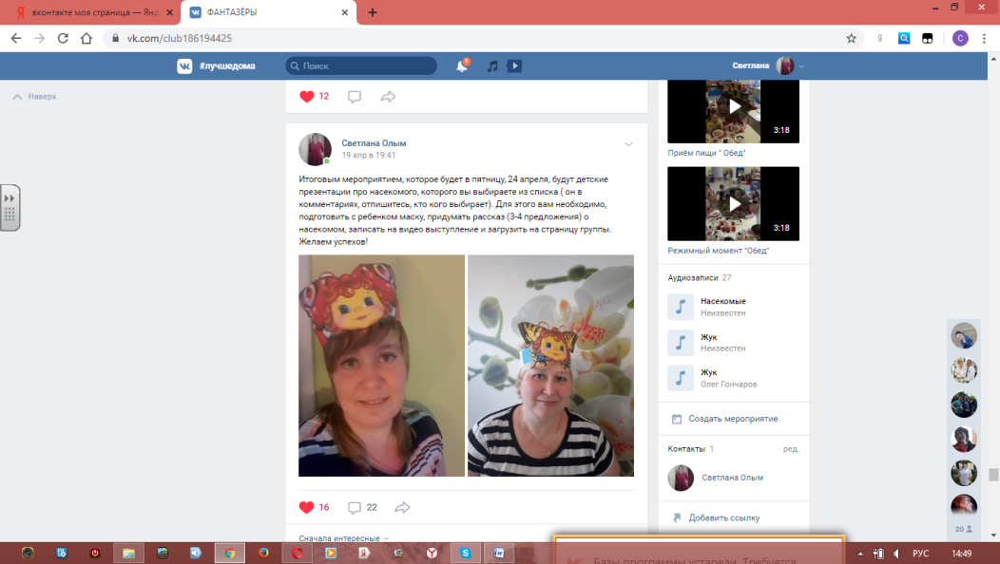 вконтакте моя страница — Янд
ФАНТАЗЁРЫ
vk.com/club186194425
#лучшедома
Поиск
1
Светлана
Наверх
12
Светлана Олым
19 апр в 19:41
Итоговым мероприятием, которое будет в пятницу, 24 апреля, будут детские
презентации про насекомого, которого вы выбираете из списка ( он в
комментариях, отпишитесь, кто кого выбирает). Для этого вам необходимо,
подготовить с ребенком маску, придумать рассказ (3-4 предложения) о
насекомом, записать на видео выступление и загрузить на страницу группы.
Желаем успехов!
16
22
Сначала интересные
3:18
Приём пищи " Обед"
3:18
Режимный момент "Обед"
Аудиозаписи 27
Насекомые
Неизвестен
Жук
Неизвестен
Жук
Олег Гончаров
Создать мероприятие
Контакты 1
ред.
Светлана Олым
Добавить ссылку
20
Базы программы устарели. Требуется
РУС
14:49